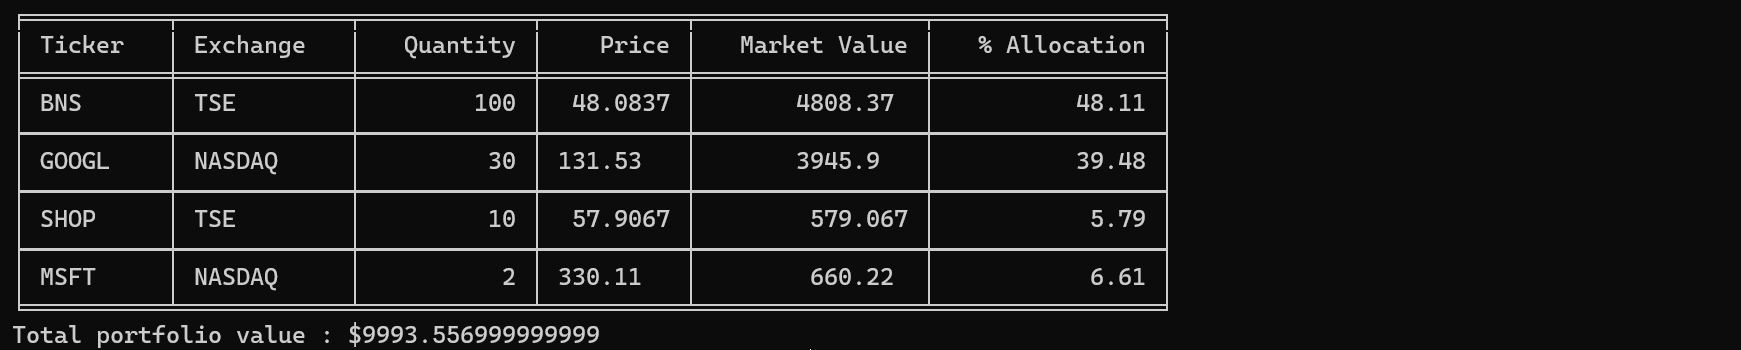 Ticker Exchange Quantity Price Market Value % Allocation
BNS TSE 100 48.0837 4808.37 48.11
GOOGL NASDAQ 30 131.53 3945.9 39.48
SHOP TSE 10 57.9067 579.067 5.79
MSFT NASDAQ 2 330.11 660.22 6.61
Total portfolio value : $9993.556999999999